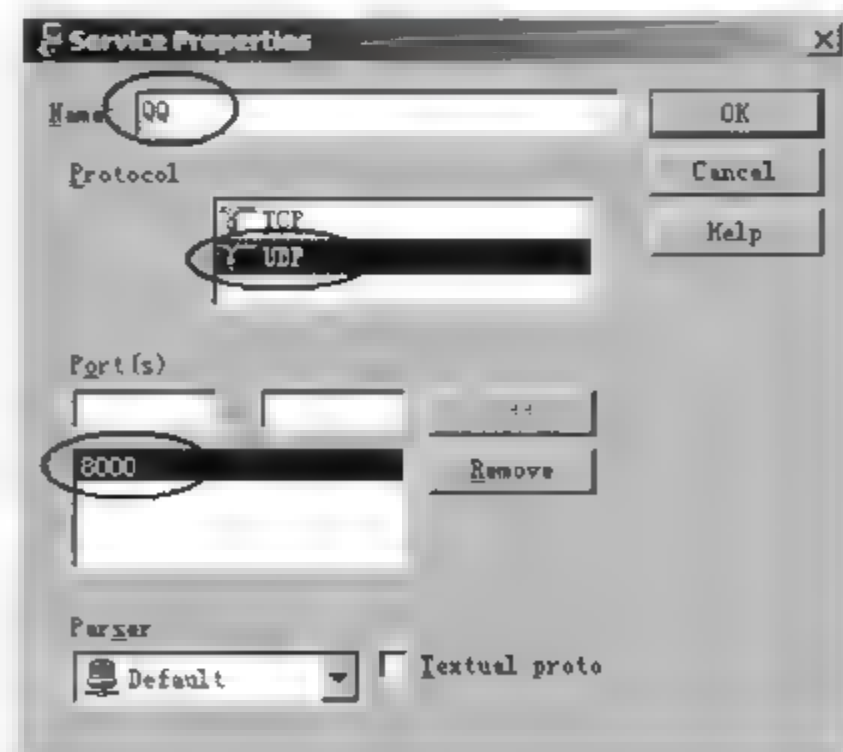 Service Properties
Name QQ
OK
Protocol
Cancel
TCP
Help
UDP
Port(s)
8000
Remove
Parser
Default
Textual proto